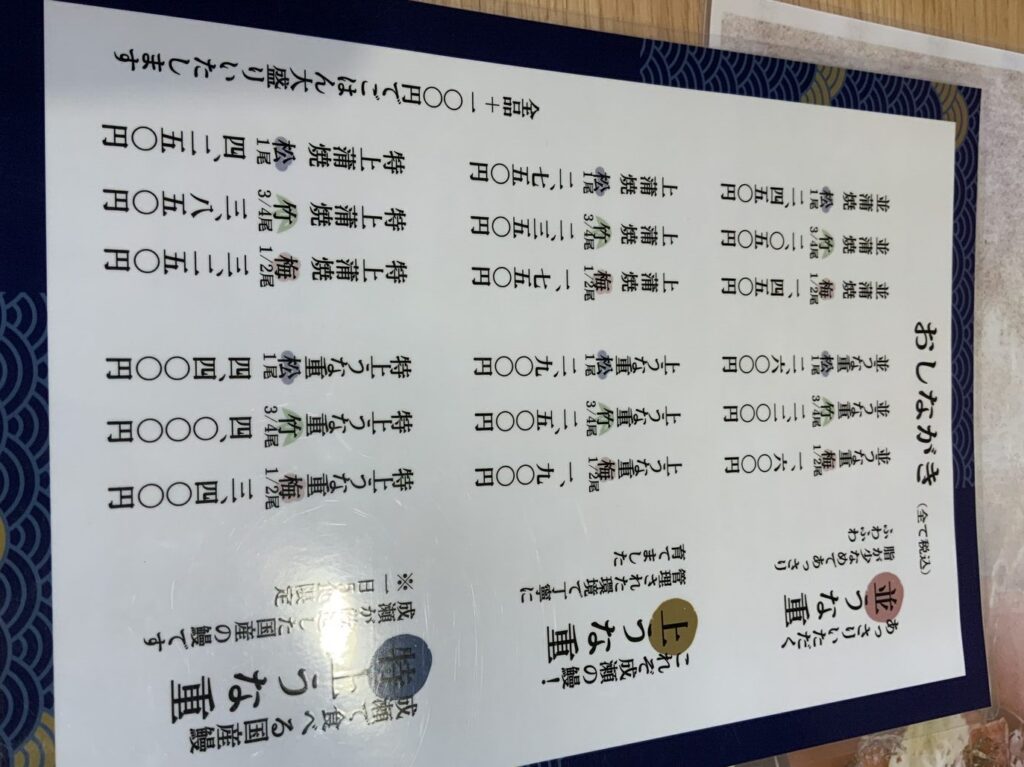 おしながき (全て税込)
あっさりいただく
並うな重
脂が少なめであっさり
ふわふわ
並うな重 梅 1/2尾 一、六〇〇円
並うな重 竹 3/4尾 二、二〇〇円
並うな重 松 1尾 二、六〇〇円
並蒲焼 梅 1/2尾 一、四五〇円
並蒲焼 竹 3/4尾 二、〇五〇円
並蒲焼 松 1尾 二、四五〇円
これぞ成瀬の鰻!
上うな重
管理された環境で丁寧に
育てました
上うな重 梅 1/2尾 一、九〇〇円
上うな重 竹 3/4尾 二、五〇〇円
上うな重 松 1尾 二、九〇〇円
上蒲焼 梅 1/2尾 一、七五〇円
上蒲焼 竹 3/4尾 二、三五〇円
上蒲焼 松 1尾 二、七五〇円
成瀬で食べる国産鰻
特上うな重
成瀬が した国産の鰻です
※一日 限定
特上うな重 梅 1/2尾 三、四〇〇円
特上うな重 竹 3/4尾 四、〇〇〇円
特上うな重 松 1尾 四、四〇〇円
特上蒲焼 梅 1/2尾 三、二五〇円
特上蒲焼 竹 3/4尾 三、八五〇円
特上蒲焼 松 1尾 四、二五〇円
全品+一〇〇円でごはん大盛りいたします